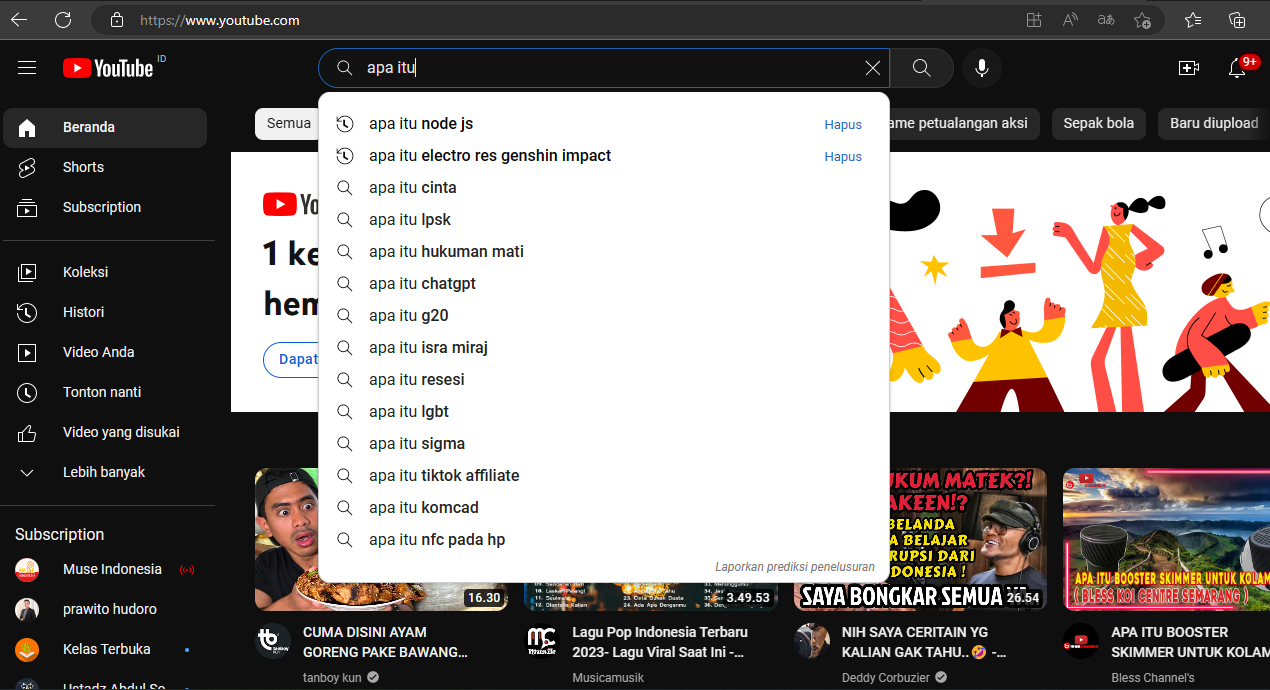 https://www.youtube.com
YouTube ID
apa itu
9+
apa itu node js Hapus
apa itu electro res genshin impact Hapus
apa itu cinta
apa itu lpsk
apa itu hukuman mati
apa itu chatgpt
apa itu g20
apa itu isra miraj
apa itu resesi
apa itu lgbt
apa itu sigma
apa itu tiktok affiliate
apa itu komcad
apa itu nfc pada hp
Laporkan prediksi penelusuran
Beranda
Shorts
Subscription
Koleksi
Histori
Video Anda
Tonton nanti
Video yang disukai
Lebih banyak
Subscription
Muse Indonesia
prawito hudoro
Kelas Terbuka
Semua
ame petualangan aksi
Sepak bola
Baru diupload
Yo
1 ke
hem
Dapat
16.30
CUMA DISINI AYAM
GORENG PAKE BAWANG...
tanboy kun
3.49.53
Lagu Pop Indonesia Terbaru
2023- Lagu Viral Saat Ini -...
Musicamusik
UKUM MATEK?!
AKEEN!?
BELANDA
A BELAJAR
RUPSI DARI
DONESIA !
SAYA BONGKAR SEMUA
26.54
NIH SAYA CERITAIN YG
KALIAN GAK TAHU..🤣 -...
Deddy Corbuzier
APA ITU BOOSTER SKIMMER UNTUK KOLAM
( BLESS KOI CENTRE SEMARANG )
APA ITU BOOSTER
SKIMMER UNTUK KOLAM
Bless Channel's